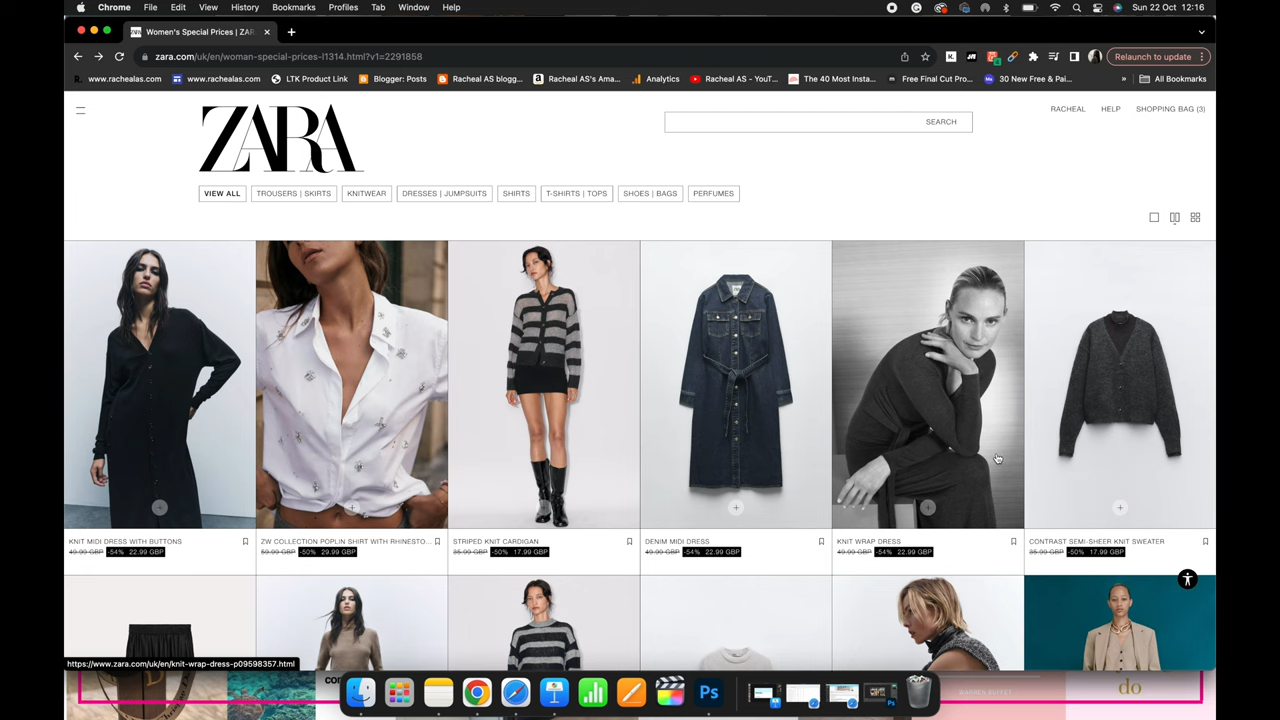 Chrome File Edit View History Bookmarks Profiles Tab Window Help Sun 22 Oct 12:16
Women's Special Prices | ZAR
zara.com/uk/en/woman-special-prices-l1314.html?v1=2291858 Relaunch to update
www.rachealas.com www.rachealas.com LTK Product Link Blogger: Posts Racheal AS blogg... Racheal AS's Ama... Analytics Racheal AS - YouT... The 40 Most Insta... Free Final Cut Pro... 30 New Free & Pai... » All Bookmarks
ZARA
SEARCH
RACHEAL HELP SHOPPING BAG (3)
VIEW ALL TROUSERS | SKIRTS KNITWEAR DRESSES | JUMPSUITS SHIRTS T-SHIRTS | TOPS SHOES | BAGS PERFUMES
KNIT MIDI DRESS WITH BUTTONS ZW COLLECTION POPLIN SHIRT WITH RHINESTO... STRIPED KNIT CARDIGAN DENIM MIDI DRESS KNIT WRAP DRESS CONTRAST SEMI-SHEER KNIT SWEATER
49.99 GBP -54% 22.99 GBP 59.99 GBP -50% 29.99 GBP 35.99 GBP -50% 17.99 GBP 49.99 GBP -54% 22.99 GBP 49.99 GBP -54% 22.99 GBP 35.99 GBP -50% 17.99 GBP
https://www.zara.com/uk/en/knit-wrap-dress-p09598357.html
Ps
do